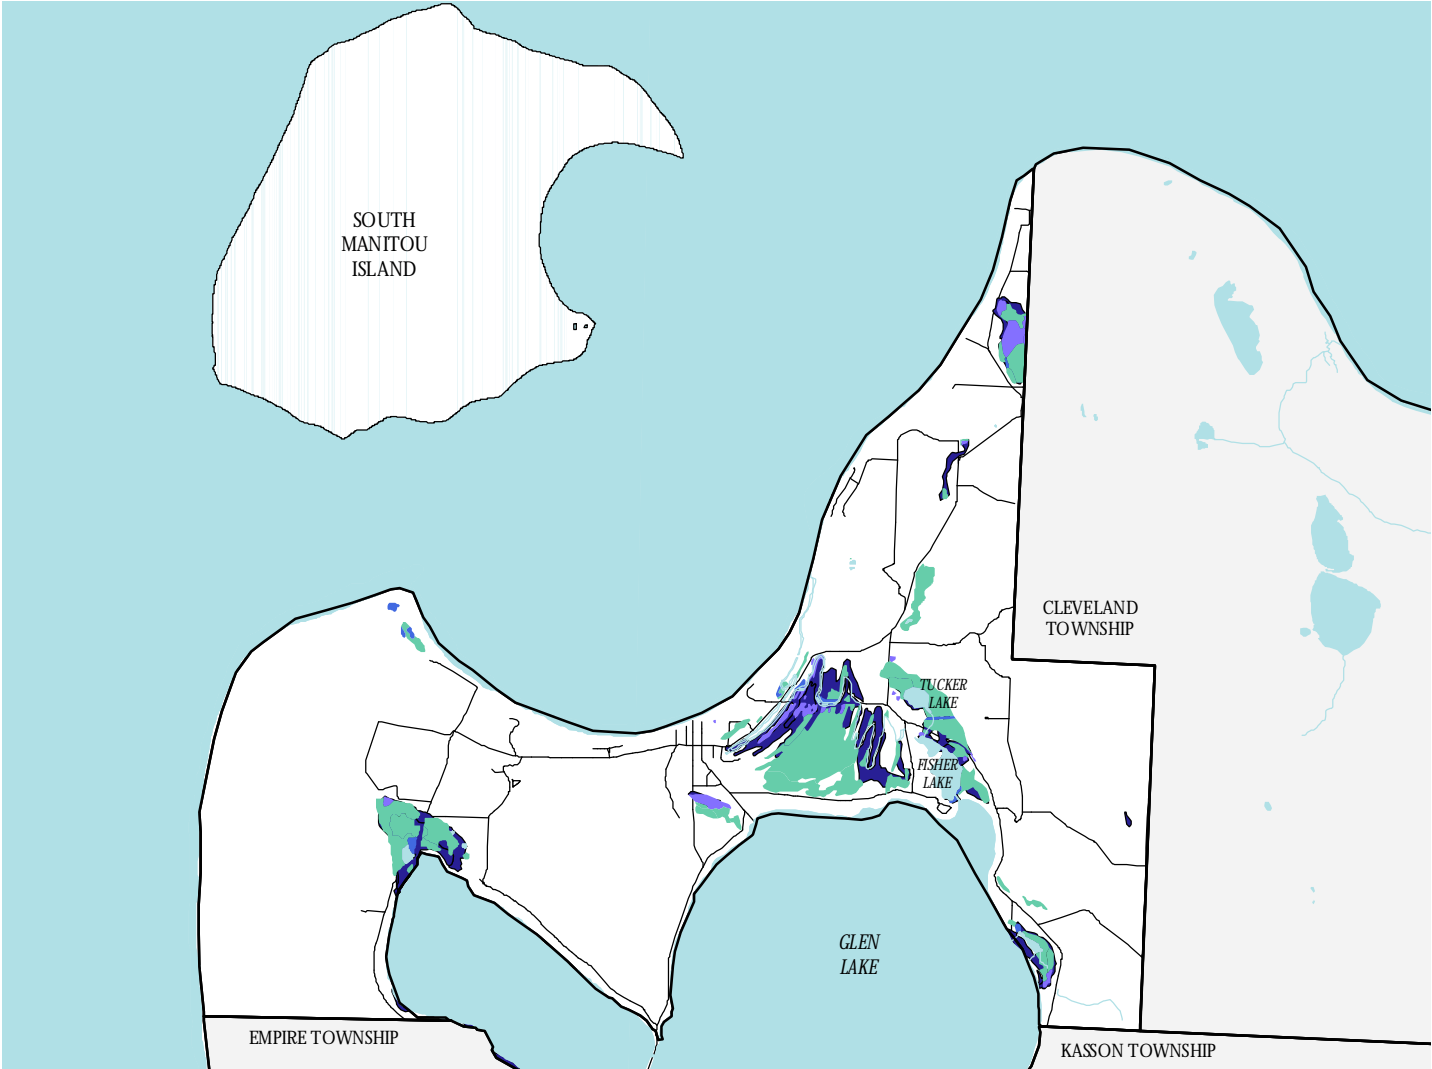 SOUTH
MANITOU
ISLAND
CLEVELAND
TOWNSHIP
TUCKER
LAKE
FISHER
LAKE
GLEN
LAKE
EMPIRE TOWNSHIP
KASSON TOWNSHIP